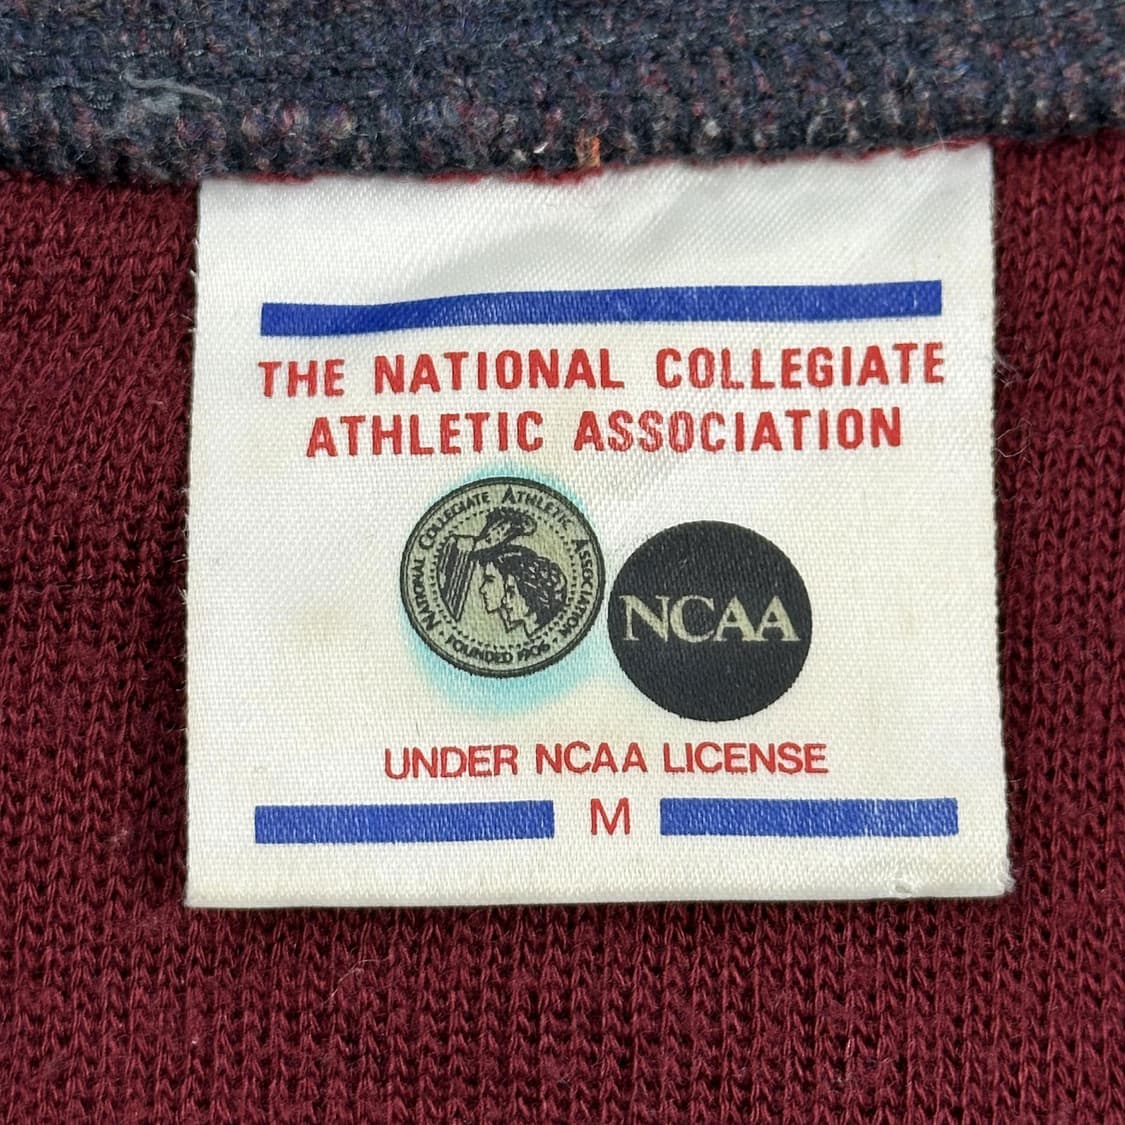 THE NATIONAL COLLEGIATE
ATHLETIC ASSOCIATION
NATIONAL COLLEGIATE ATHLETIC ASSOCIATION
· FOUNDED 1906 ·
NCAA
UNDER NCAA LICENSE
M